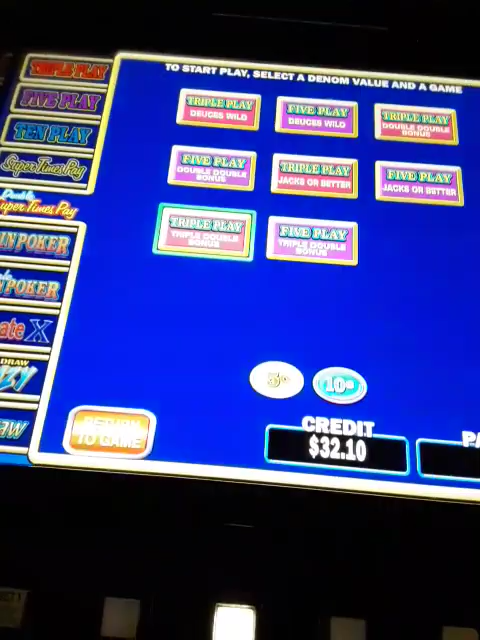 TO START PLAY, SELECT A DENOM VALUE AND A GAME
TRIPLE PLAY
DEUCES WILD
FIVE PLAY
DEUCES WILD
TRIPLE PLAY
DOUBLE DOUBLE
BONUS
FIVE PLAY
DOUBLE DOUBLE
BONUS
TRIPLE PLAY
JACKS OR BETTER
FIVE PLAY
JACKS OR BETTER
TRIPLE PLAY
TRIPLE DOUBLE
BONUS
FIVE PLAY
TRIPLE DOUBLE
BONUS
5¢
10¢
RETURN
TO GAME
CREDIT
$32.10
PA
TRIPLE PLAY
FIVE PLAY
TEN PLAY
Super Times Pay
Super Times Pay
POKER
POKER
X
DRAW